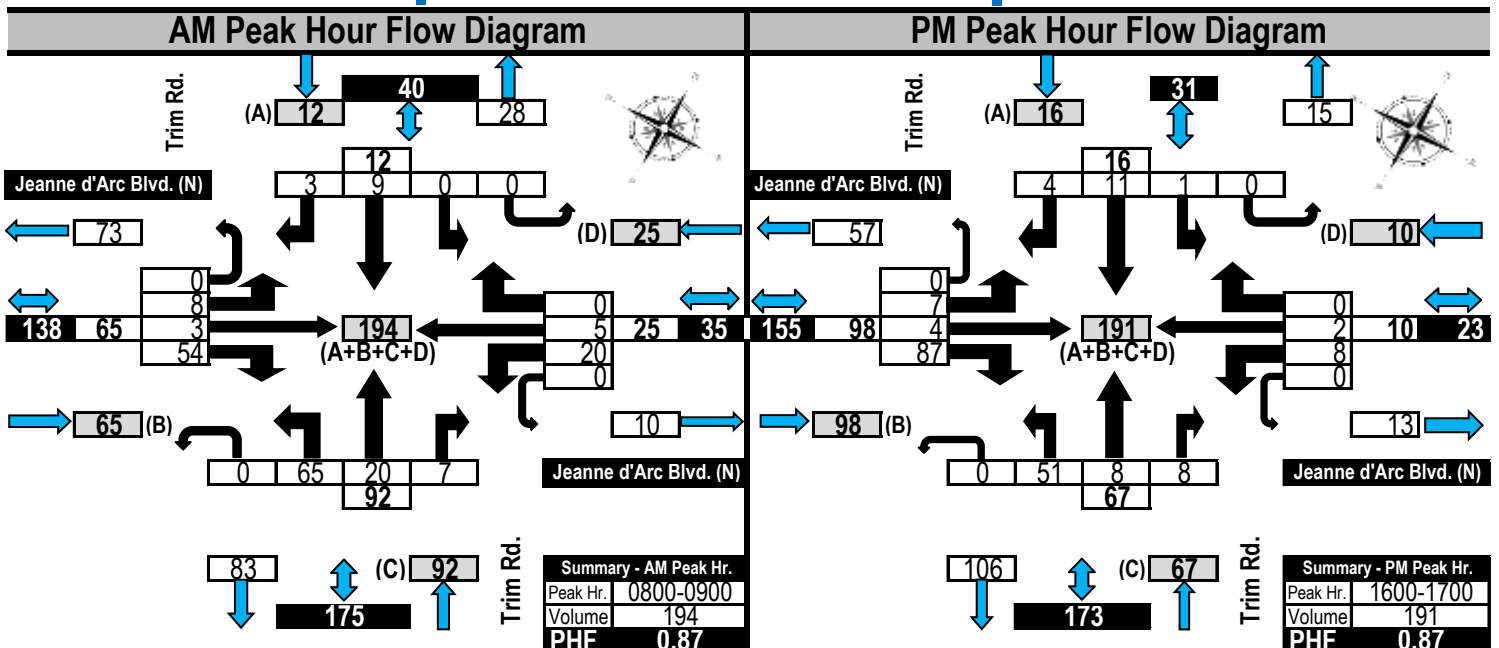 AM Peak Hour Flow Diagram
Trim Rd.
40
(A) 12 28
12
Jeanne d'Arc Blvd. (N)
3 9 0 0
73
(D) 25
0
8
138 65 3
54
194
(A+B+C+D)
0
5 25 35
20
0
65 (B)
10
0 65 20 7
92
Jeanne d'Arc Blvd. (N)
83
(C) 92
175
Trim Rd.
Summary - AM Peak Hr.
Peak Hr. 0800-0900
Volume 194
PHF 0.87
PM Peak Hour Flow Diagram
Trim Rd.
31
(A) 16 15
16
Jeanne d'Arc Blvd. (N)
4 11 1 0
57
(D) 10
0
7
155 98 4
87
191
(A+B+C+D)
0
2 10 23
8
0
98 (B)
13
0 51 8 8
67
Jeanne d'Arc Blvd. (N)
106
(C) 67
173
Trim Rd.
Summary - PM Peak Hr.
Peak Hr. 1600-1700
Volume 191
PHF 0.87